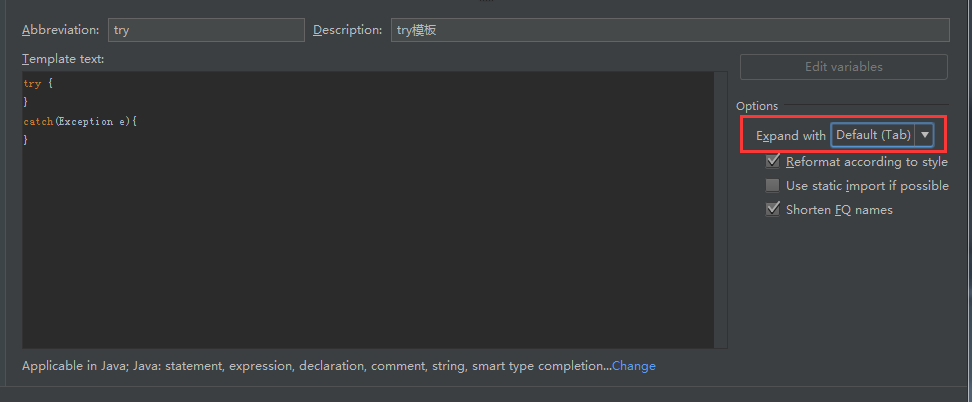 Abbreviation: try Description: try模板
Template text:
Edit variables
try {
}
catch(Exception e){
}
Options
Expand with Default (Tab)
Reformat according to style
Use static import if possible
Shorten FQ names
Applicable in Java; Java: statement, expression, declaration, comment, string, smart type completion...Change